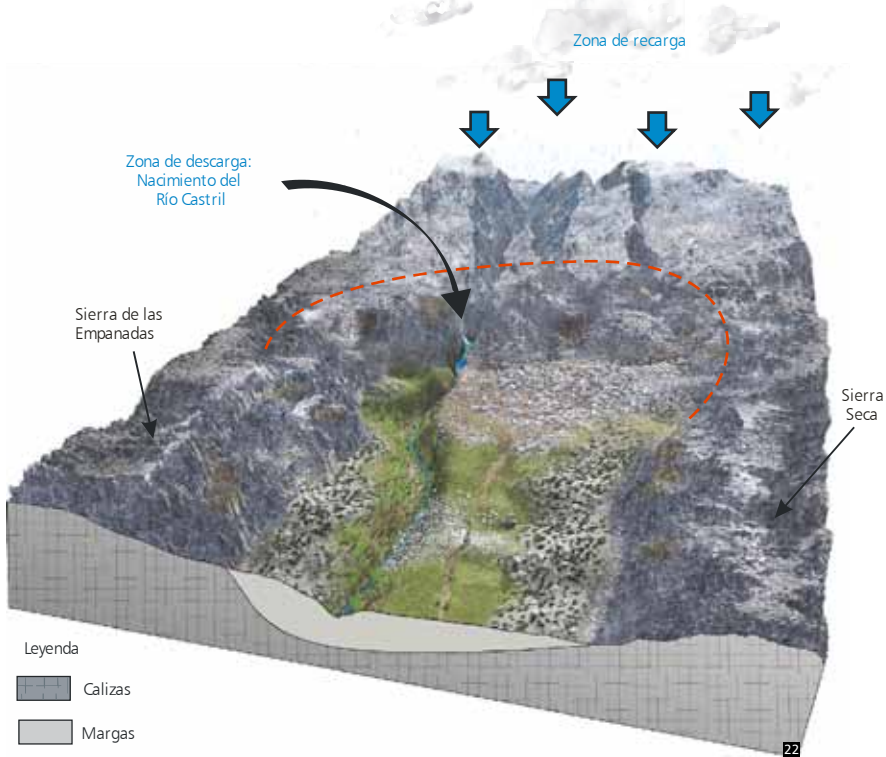 Zona de recarga
Zona de descarga:
Nacimiento del
Río Castril
Sierra de las
Empanadas
Sierra
Seca
Leyenda
Calizas
Margas
22